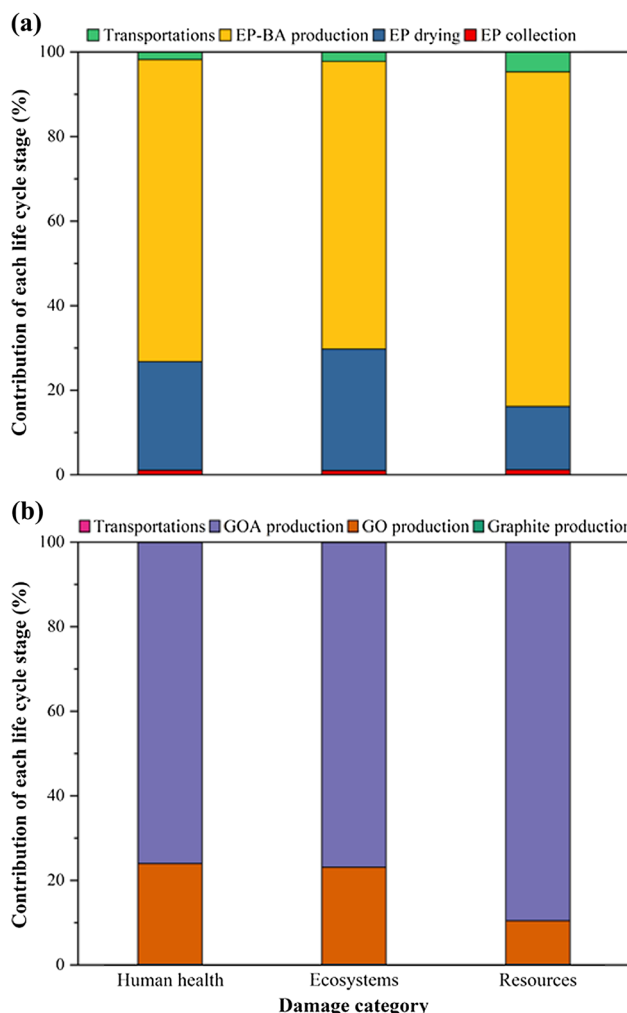 (a)
Transportations EP-BA production EP drying EP collection
Contribution of each life cycle stage (%)
100
80
60
40
20
0
(b)
Transportations GOA production GO production Graphite production
Contribution of each life cycle stage (%)
100
80
60
40
20
0
Human health Ecosystems Resources
Damage category